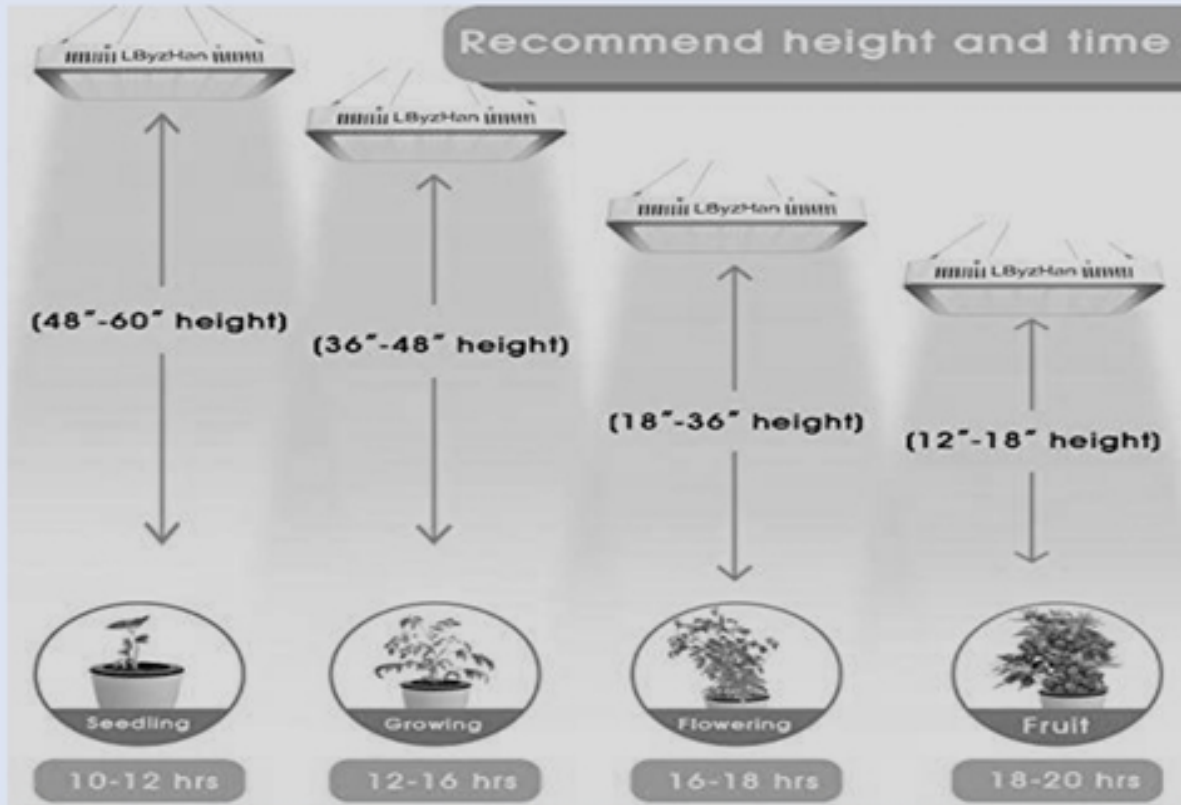 Recommend height and time
LByzHan
LByzHan
LByzHan
LByzHan
(48"-60" height)
(36"-48" height)
(18"-36" height)
(12"-18" height)
Seedling
Growing
Flowering
Fruit
10-12 hrs
12-16 hrs
16-18 hrs
18-20 hrs